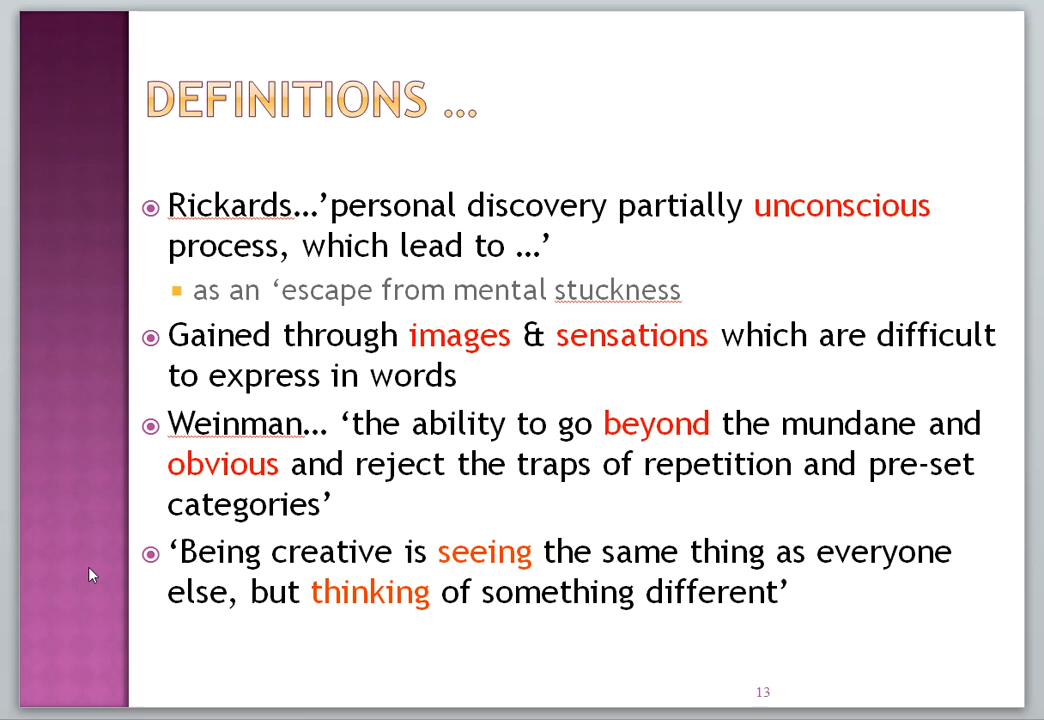 DEFINITIONS …
Rickards…’personal discovery partially unconscious
process, which lead to …’
as an ‘escape from mental stuckness
Gained through images & sensations which are difficult
to express in words
Weinman… ‘the ability to go beyond the mundane and
obvious and reject the traps of repetition and pre-set
categories’
‘Being creative is seeing the same thing as everyone
else, but thinking of something different’
13